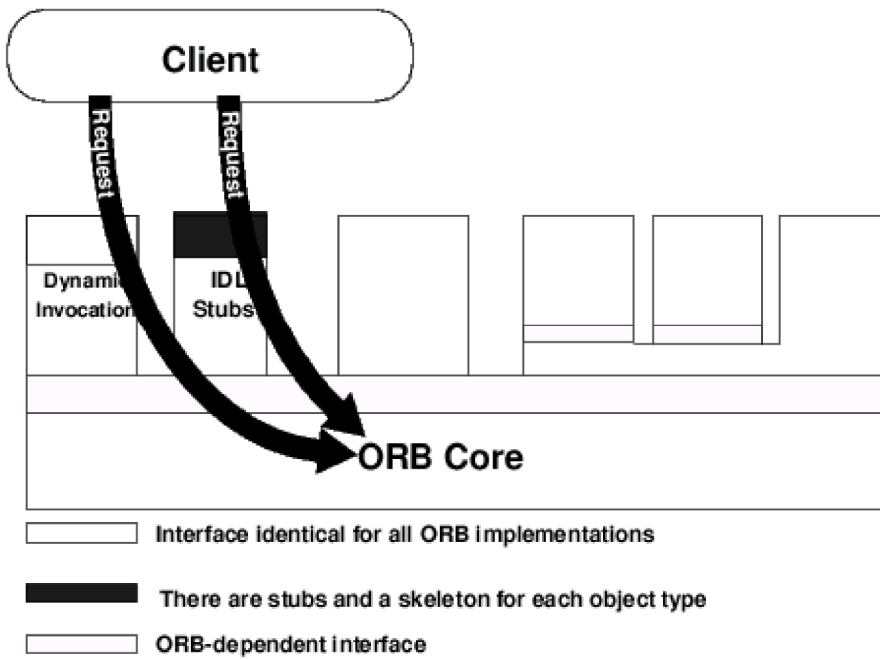 Client
Request
Request
Dynamic
Invocation
IDL
Stubs
ORB Core
Interface identical for all ORB implementations
There are stubs and a skeleton for each object type
ORB-dependent interface